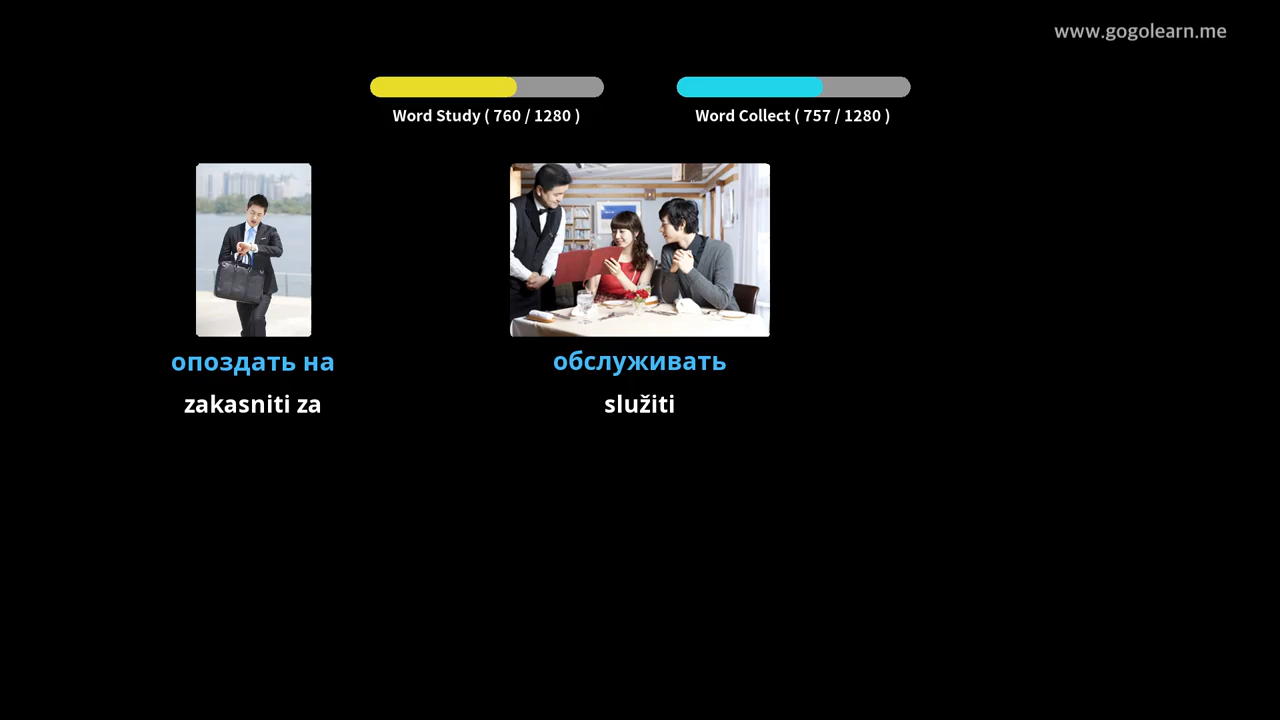 www.gogolearn.me
Word Study ( 760 / 1280 )
Word Collect ( 757 / 1280 )
опоздать на
zakasniti za
обслуживать
služiti